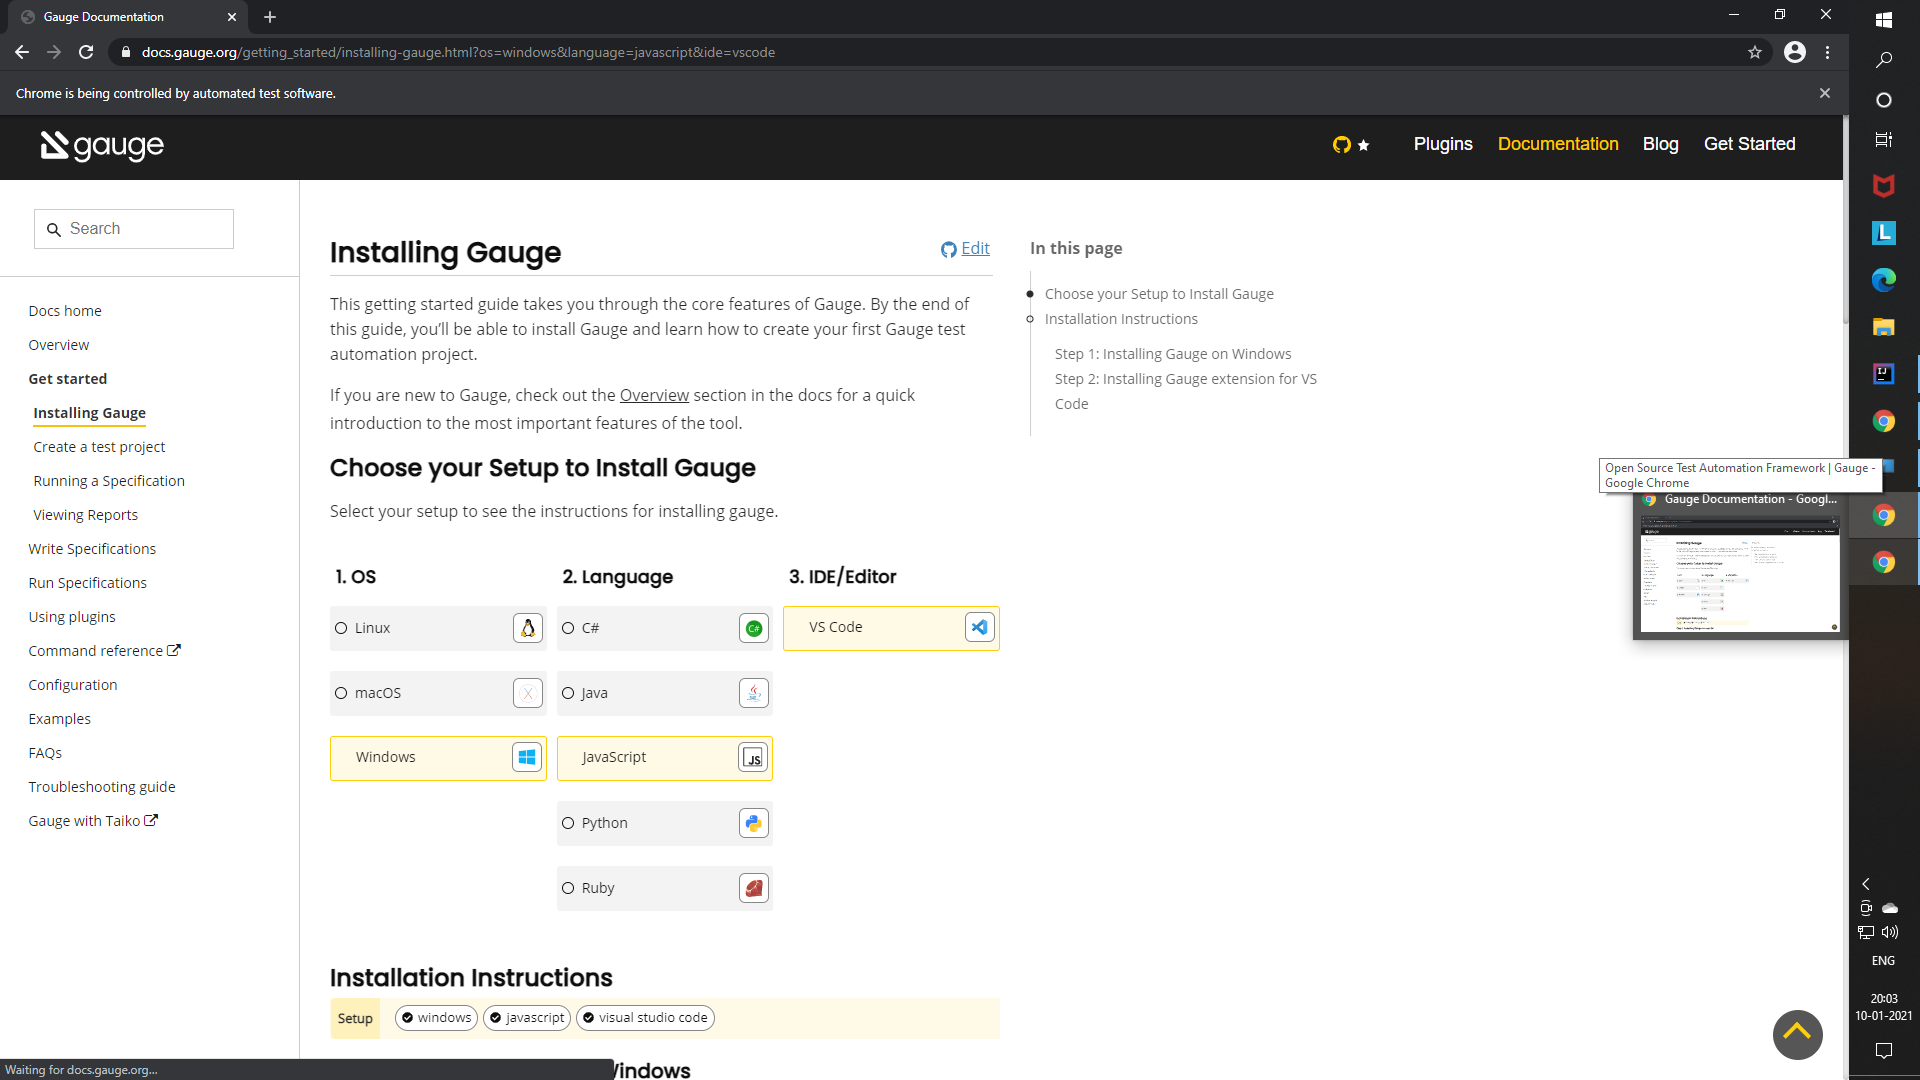 Gauge Documentation
docs.gauge.org/getting_started/installing-gauge.html?os=windows&language=javascript&ide=vscode
Chrome is being controlled by automated test software.
gauge
Plugins
Documentation
Blog
Get Started
Search
Docs home
Overview
Get started
Installing Gauge
Create a test project
Running a Specification
Viewing Reports
Write Specifications
Run Specifications
Using plugins
Command reference
Configuration
Examples
FAQs
Troubleshooting guide
Gauge with Taiko
Installing Gauge
Edit
This getting started guide takes you through the core features of Gauge. By the end of
this guide, you’ll be able to install Gauge and learn how to create your first Gauge test
automation project.
If you are new to Gauge, check out the Overview section in the docs for a quick
introduction to the most important features of the tool.
Choose your Setup to Install Gauge
Select your setup to see the instructions for installing gauge.
1. OS
Linux
macOS
Windows
2. Language
C#
C#
Java
JavaScript
JS
Python
Ruby
3. IDE/Editor
VS Code
Installation Instructions
Setup
windows
javascript
visual studio code
Windows
In this page
Choose your Setup to Install Gauge
Installation Instructions
Step 1: Installing Gauge on Windows
Step 2: Installing Gauge extension for VS
Code
Open Source Test Automation Framework | Gauge -
Google Chrome
Gauge Documentation - Googl...
L
IJ
ENG
20:03
10-01-2021
Waiting for docs.gauge.org...